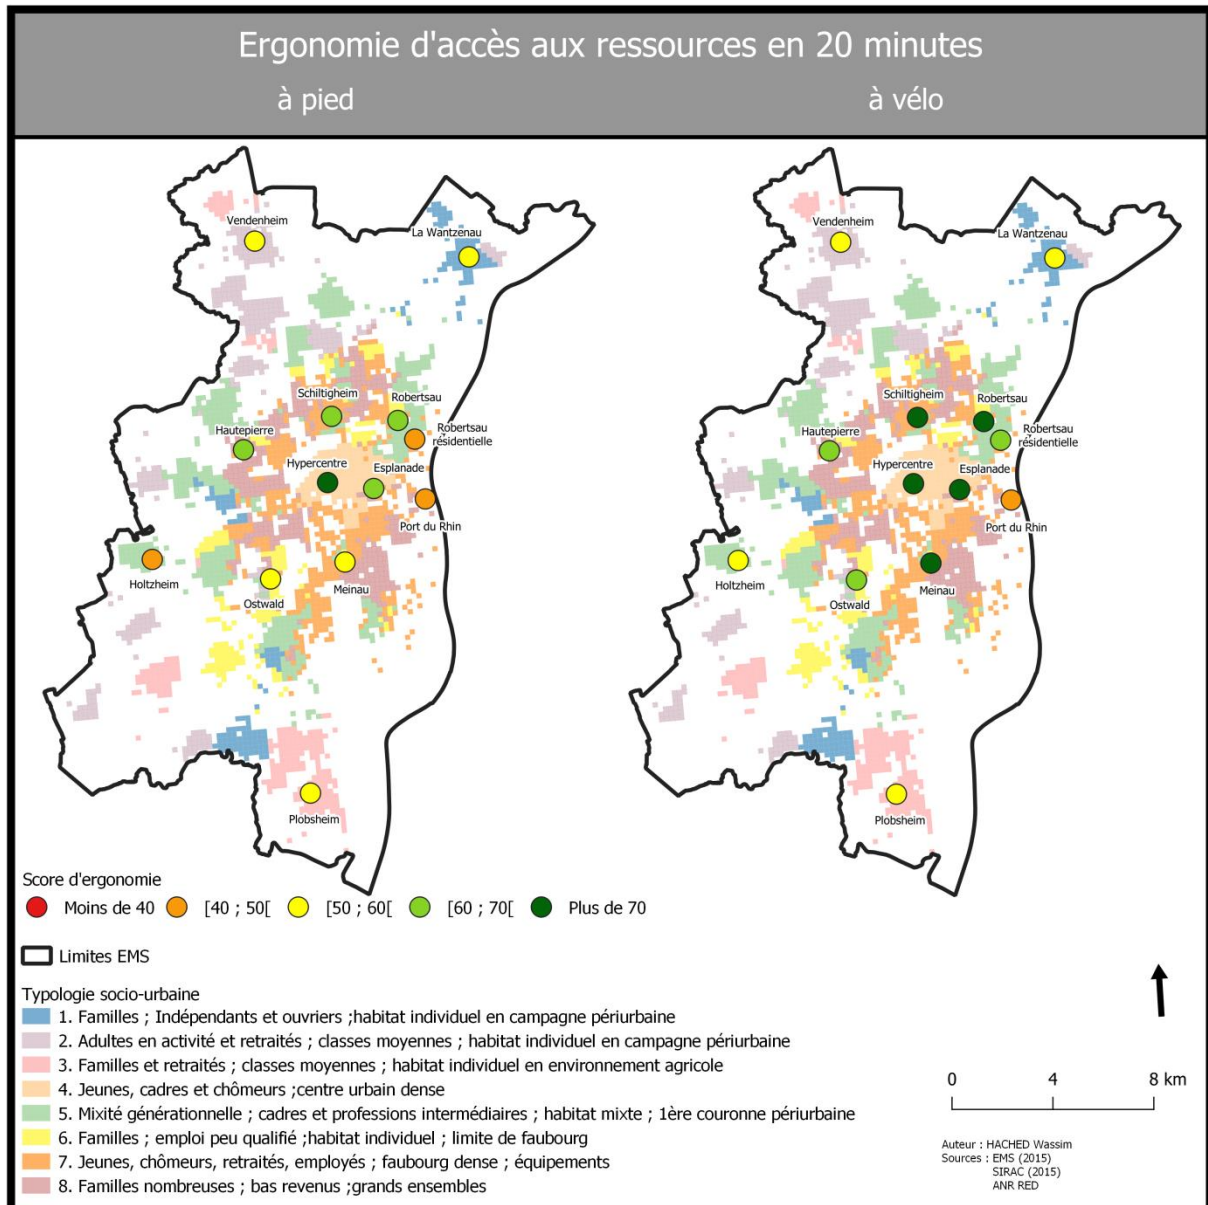 Ergonomie d'accès aux ressources en 20 minutes
à pied
à vélo
Vendenheim
La Wantzenau
Schiltigheim
Robertsau
Hautepierre
Robertsau
résidentielle
Hypercentre
Esplanade
Port du Rhin
Holtzheim
Ostwald
Meinau
Plobsheim
Vendenheim
La Wantzenau
Schiltigheim
Robertsau
Hautepierre
Robertsau
résidentielle
Hypercentre
Esplanade
Port du Rhin
Holtzheim
Ostwald
Meinau
Plobsheim
Score d'ergonomie
Moins de 40 [40 ; 50[ [50 ; 60[ [60 ; 70[ Plus de 70
Limites EMS
Typologie socio-urbaine
1. Familles ; Indépendants et ouvriers ;habitat individuel en campagne périurbaine
2. Adultes en activité et retraités ; classes moyennes ; habitat individuel en campagne périurbaine
3. Familles et retraités ; classes moyennes ; habitat individuel en environnement agricole
4. Jeunes, cadres et chômeurs ;centre urbain dense
5. Mixité générationnelle ; cadres et professions intermédiaires ; habitat mixte ; 1ère couronne périurbaine
6. Familles ; emploi peu qualifié ;habitat individuel ; limite de faubourg
7. Jeunes, chômeurs, retraités, employés ; faubourg dense ; équipements
8. Familles nombreuses ; bas revenus ;grands ensembles
0 4 8 km
Auteur : HACHED Wassim
Sources : EMS (2015)
SIRAC (2015)
ANR RED